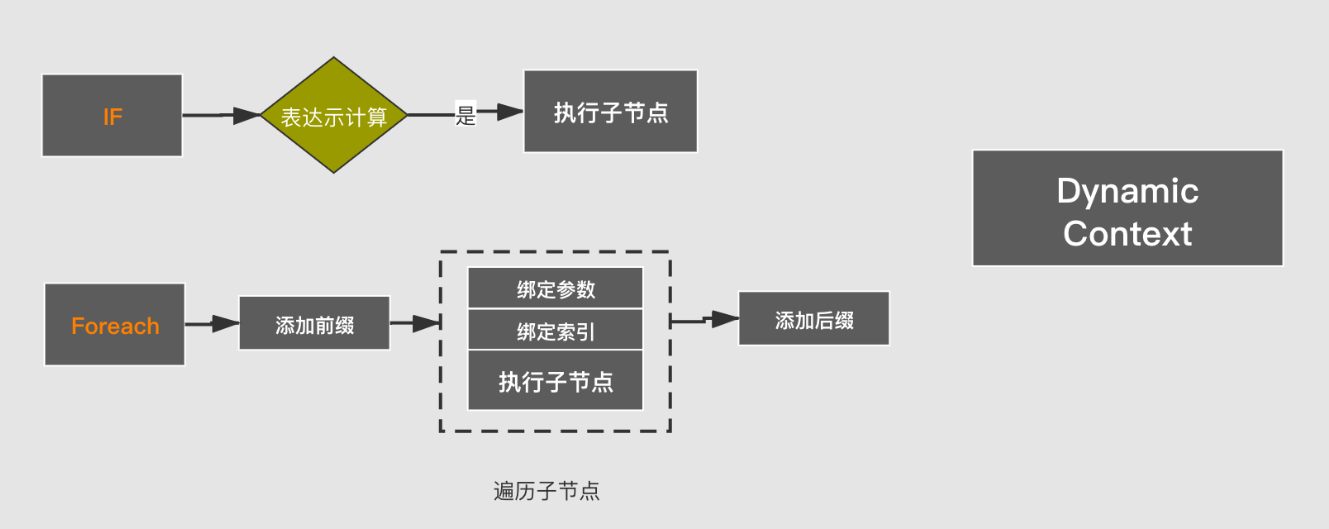 IF
表达示计算
是
执行子节点
Dynamic
Context
Foreach
添加前缀
绑定参数
绑定索引
执行子节点
添加后缀
遍历子节点